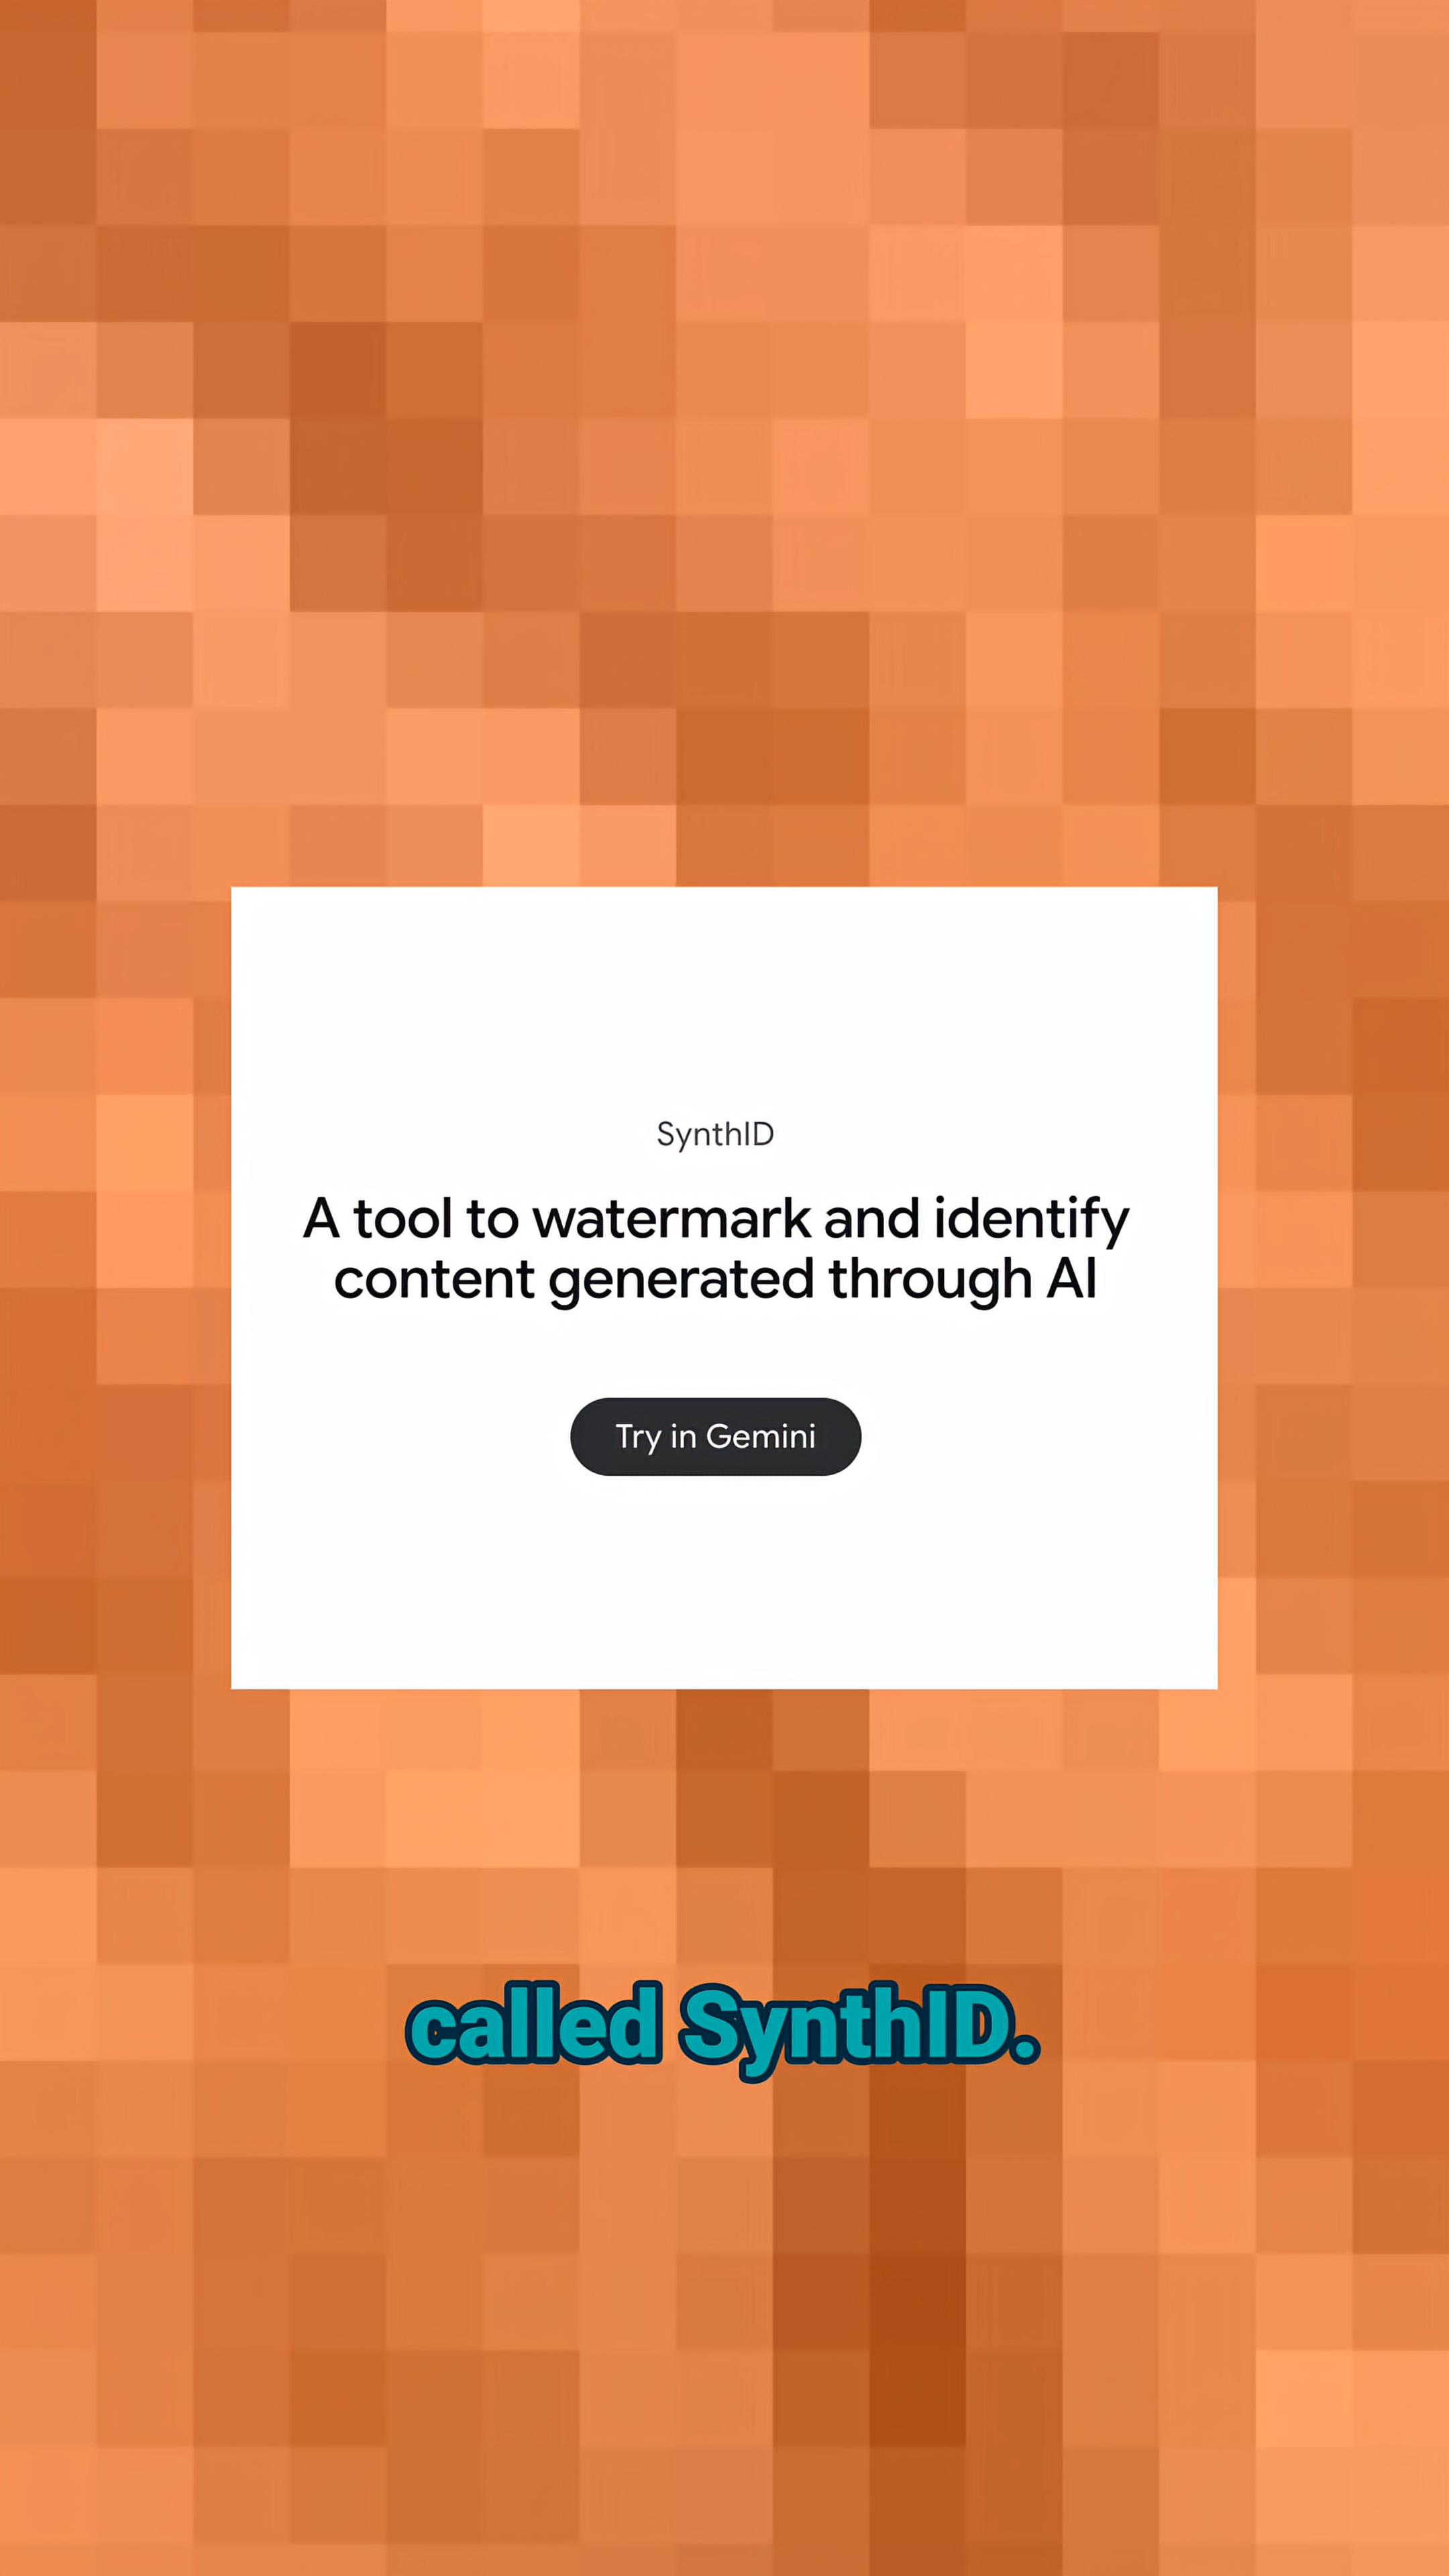 SynthID
A tool to watermark and identify
content generated through AI
Try in Gemini
called SynthID.